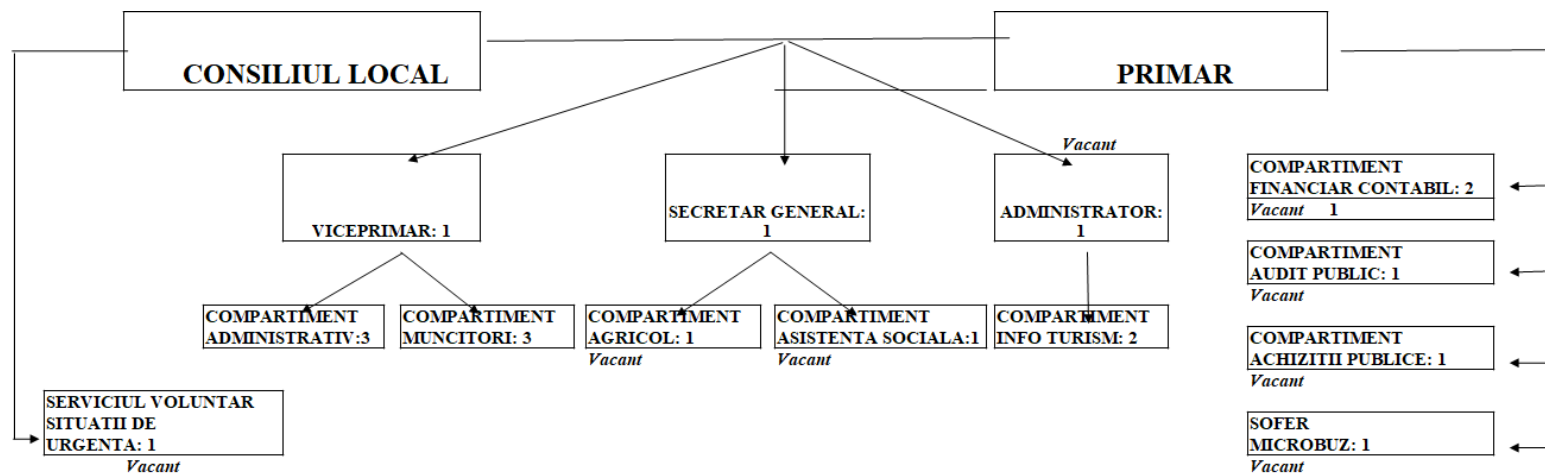 CONSILIUL LOCAL
PRIMAR
Vacant
VICEPRIMAR: 1
SECRETAR GENERAL:
1
ADMINISTRATOR:
1
COMPARTIMENT
FINANCIAR CONTABIL: 2
Vacant 1
COMPARTIMENT
AUDIT PUBLIC: 1
Vacant
COMPARTIMENT
ADMINISTRATIV:3
COMPARTIMENT
MUNCITORI: 3
COMPARTIMENT
AGRICOL: 1
Vacant
COMPARTIMENT
ASISTENTA SOCIALA:1
Vacant
COMPARTIMENT
INFO TURISM: 2
COMPARTIMENT
ACHIZITII PUBLICE: 1
Vacant
SERVICIUL VOLUNTAR
SITUATII DE
URGENTA: 1
Vacant
SOFER
MICROBUZ: 1
Vacant